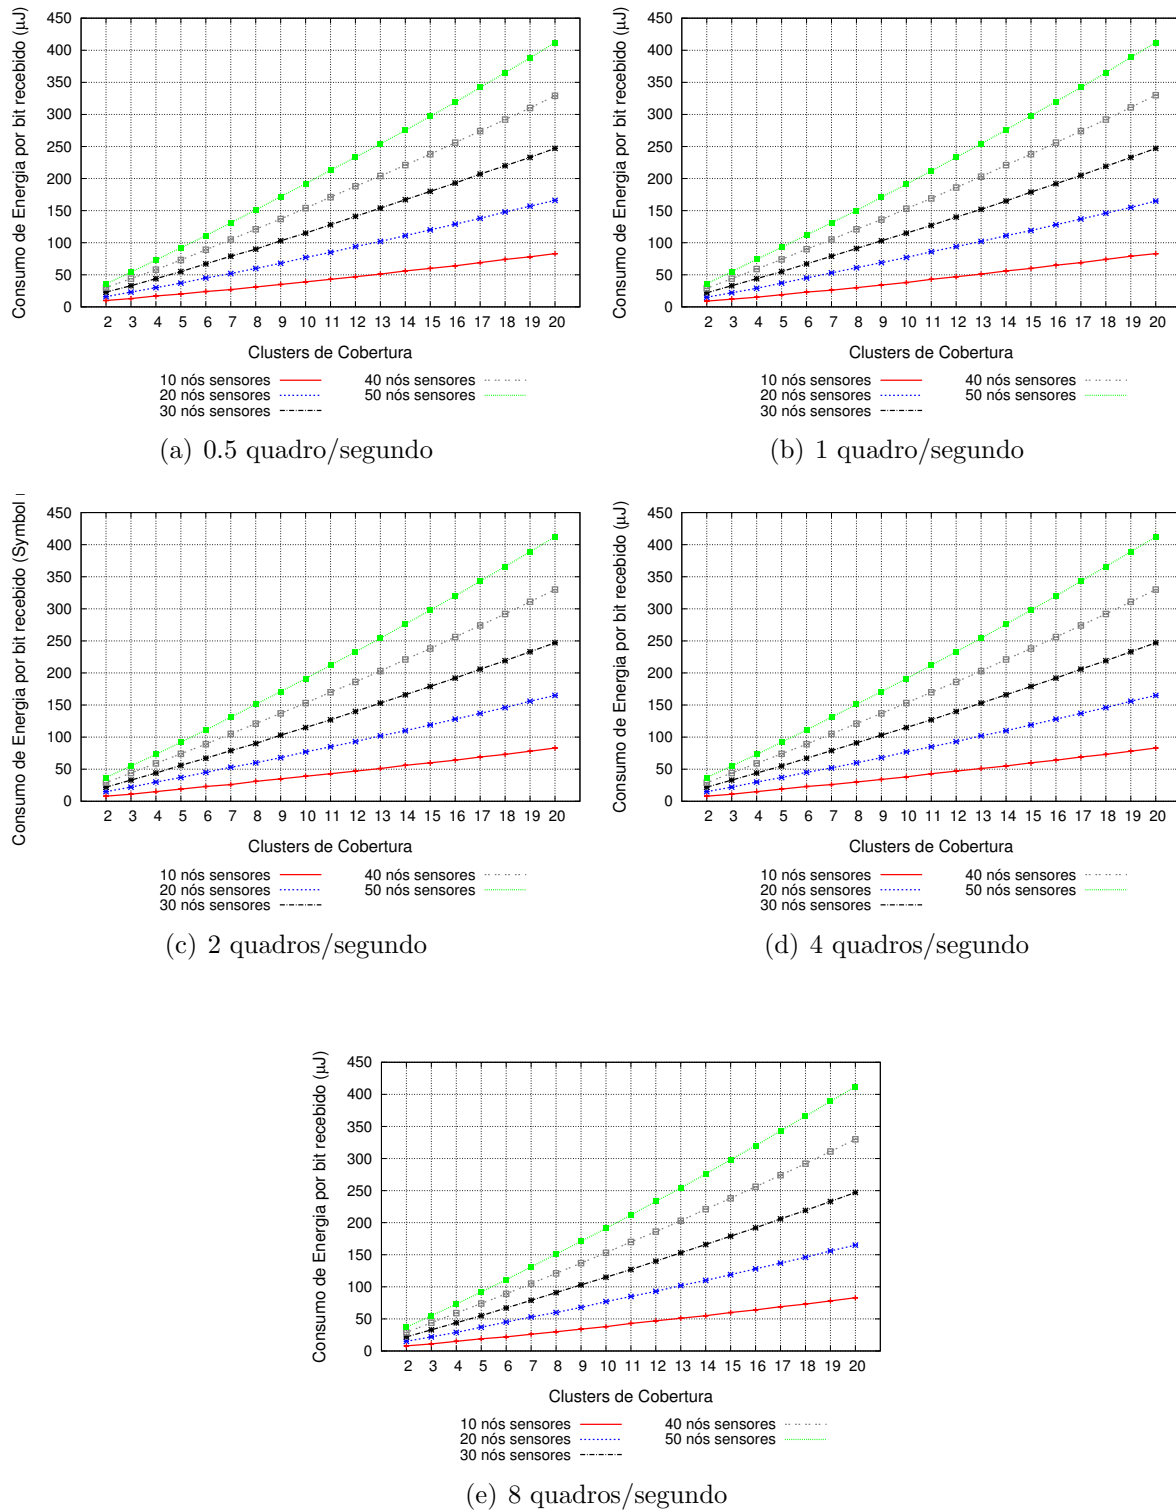 Consumo de Energia por bit recebido (μJ)
450
400
350
300
250
200
150
100
50
0
2 3 4 5 6 7 8 9 10 11 12 13 14 15 16 17 18 19 20
Clusters de Cobertura
10 nós sensores
20 nós sensores
30 nós sensores
40 nós sensores
50 nós sensores
(a) 0.5 quadro/segundo
Consumo de Energia por bit recebido (μJ)
450
400
350
300
250
200
150
100
50
0
2 3 4 5 6 7 8 9 10 11 12 13 14 15 16 17 18 19 20
Clusters de Cobertura
10 nós sensores
20 nós sensores
30 nós sensores
40 nós sensores
50 nós sensores
(b) 1 quadro/segundo
Consumo de Energia por bit recebido (Symbol
450
400
350
300
250
200
150
100
50
0
2 3 4 5 6 7 8 9 10 11 12 13 14 15 16 17 18 19 20
Clusters de Cobertura
10 nós sensores
20 nós sensores
30 nós sensores
40 nós sensores
50 nós sensores
(c) 2 quadros/segundo
Consumo de Energia por bit recebido (μJ)
450
400
350
300
250
200
150
100
50
0
2 3 4 5 6 7 8 9 10 11 12 13 14 15 16 17 18 19 20
Clusters de Cobertura
10 nós sensores
20 nós sensores
30 nós sensores
40 nós sensores
50 nós sensores
(d) 4 quadros/segundo
Consumo de Energia por bit recebido (μJ)
450
400
350
300
250
200
150
100
50
0
2 3 4 5 6 7 8 9 10 11 12 13 14 15 16 17 18 19 20
Clusters de Cobertura
10 nós sensores
20 nós sensores
30 nós sensores
40 nós sensores
50 nós sensores
(e) 8 quadros/segundo